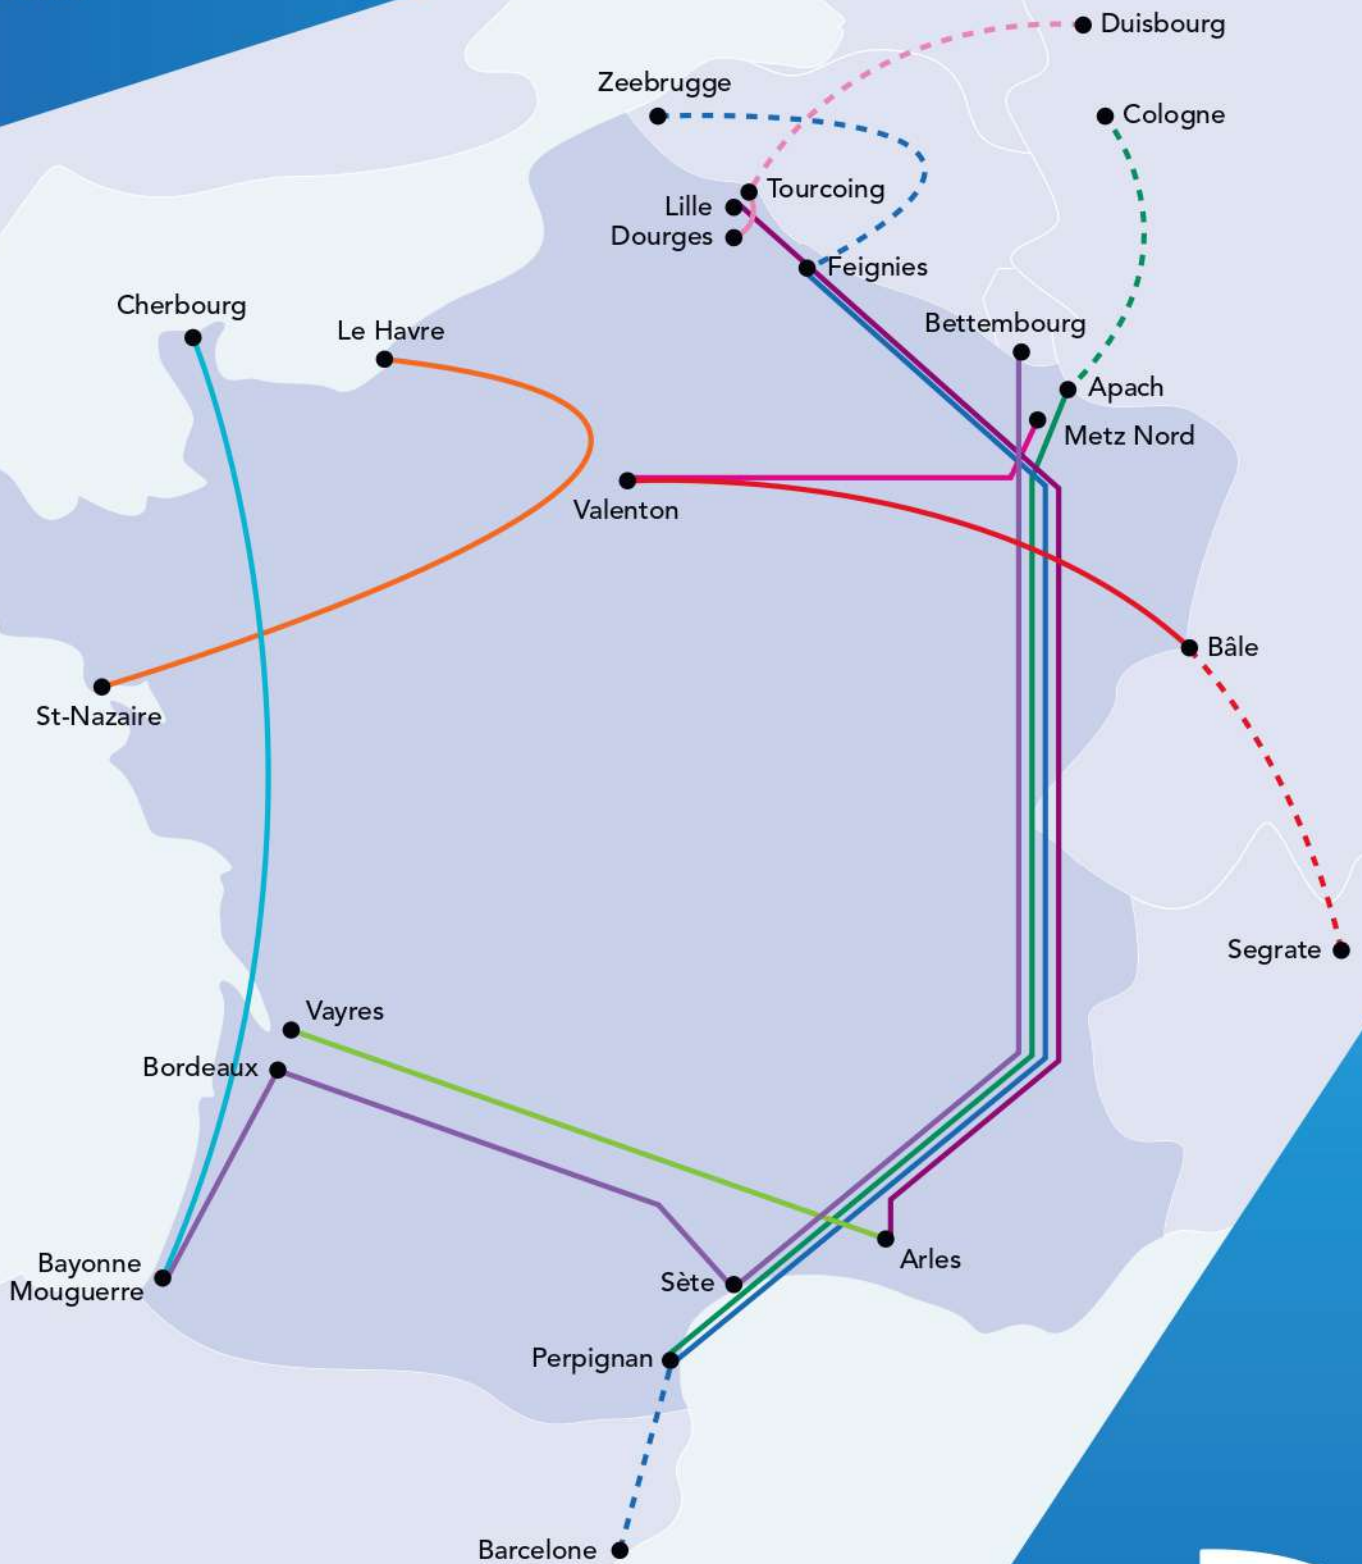 Duisbourg
Zeebrugge
Cologne
Tourcoing
Lille
Dourges
Feignies
Cherbourg
Le Havre
Bettembourg
Apach
Metz Nord
Valenton
Bâle
St-Nazaire
Segrate
Vayres
Bordeaux
Bayonne
Mouguerre
Arles
Sète
Perpignan
Barcelone